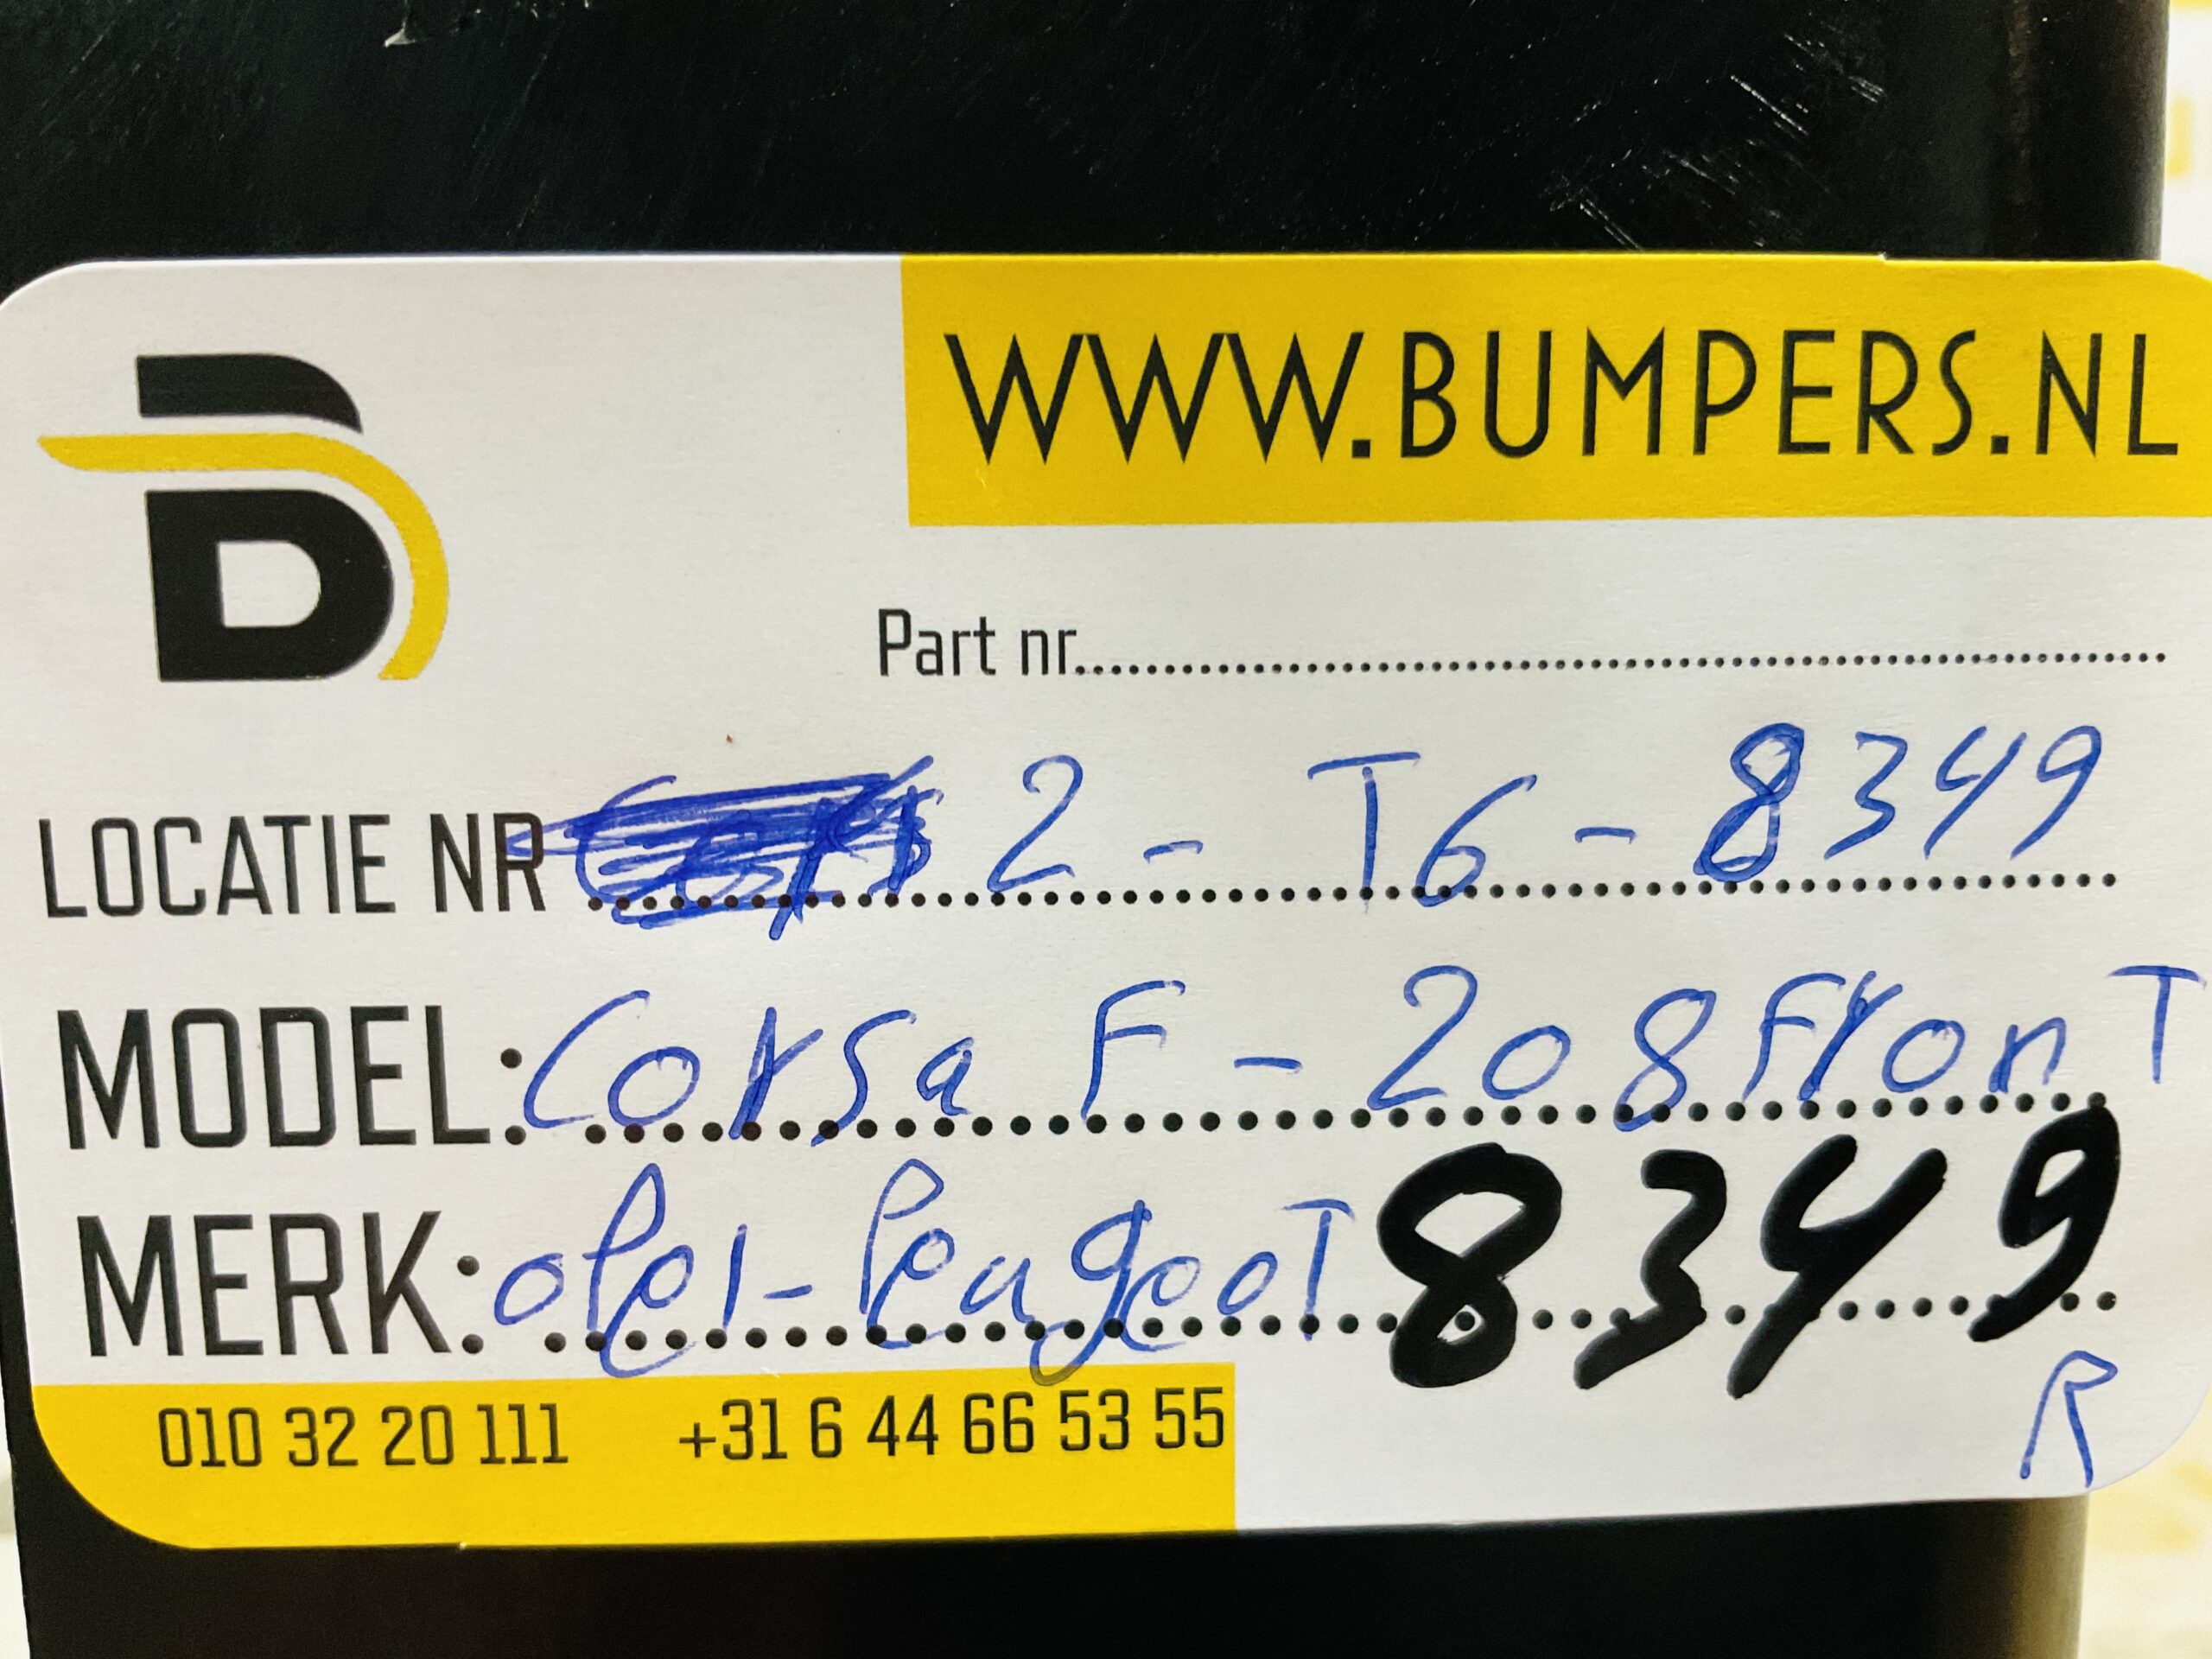 WWW.BUMPERS.NL
Part nr.
LOCATIE NR 2 - T6 - 8349
MODEL: Corsa F - 208 FronT
MERK: oPel - PeugeoT 8349
R
010 32 20 111 +31 6 44 66 53 55